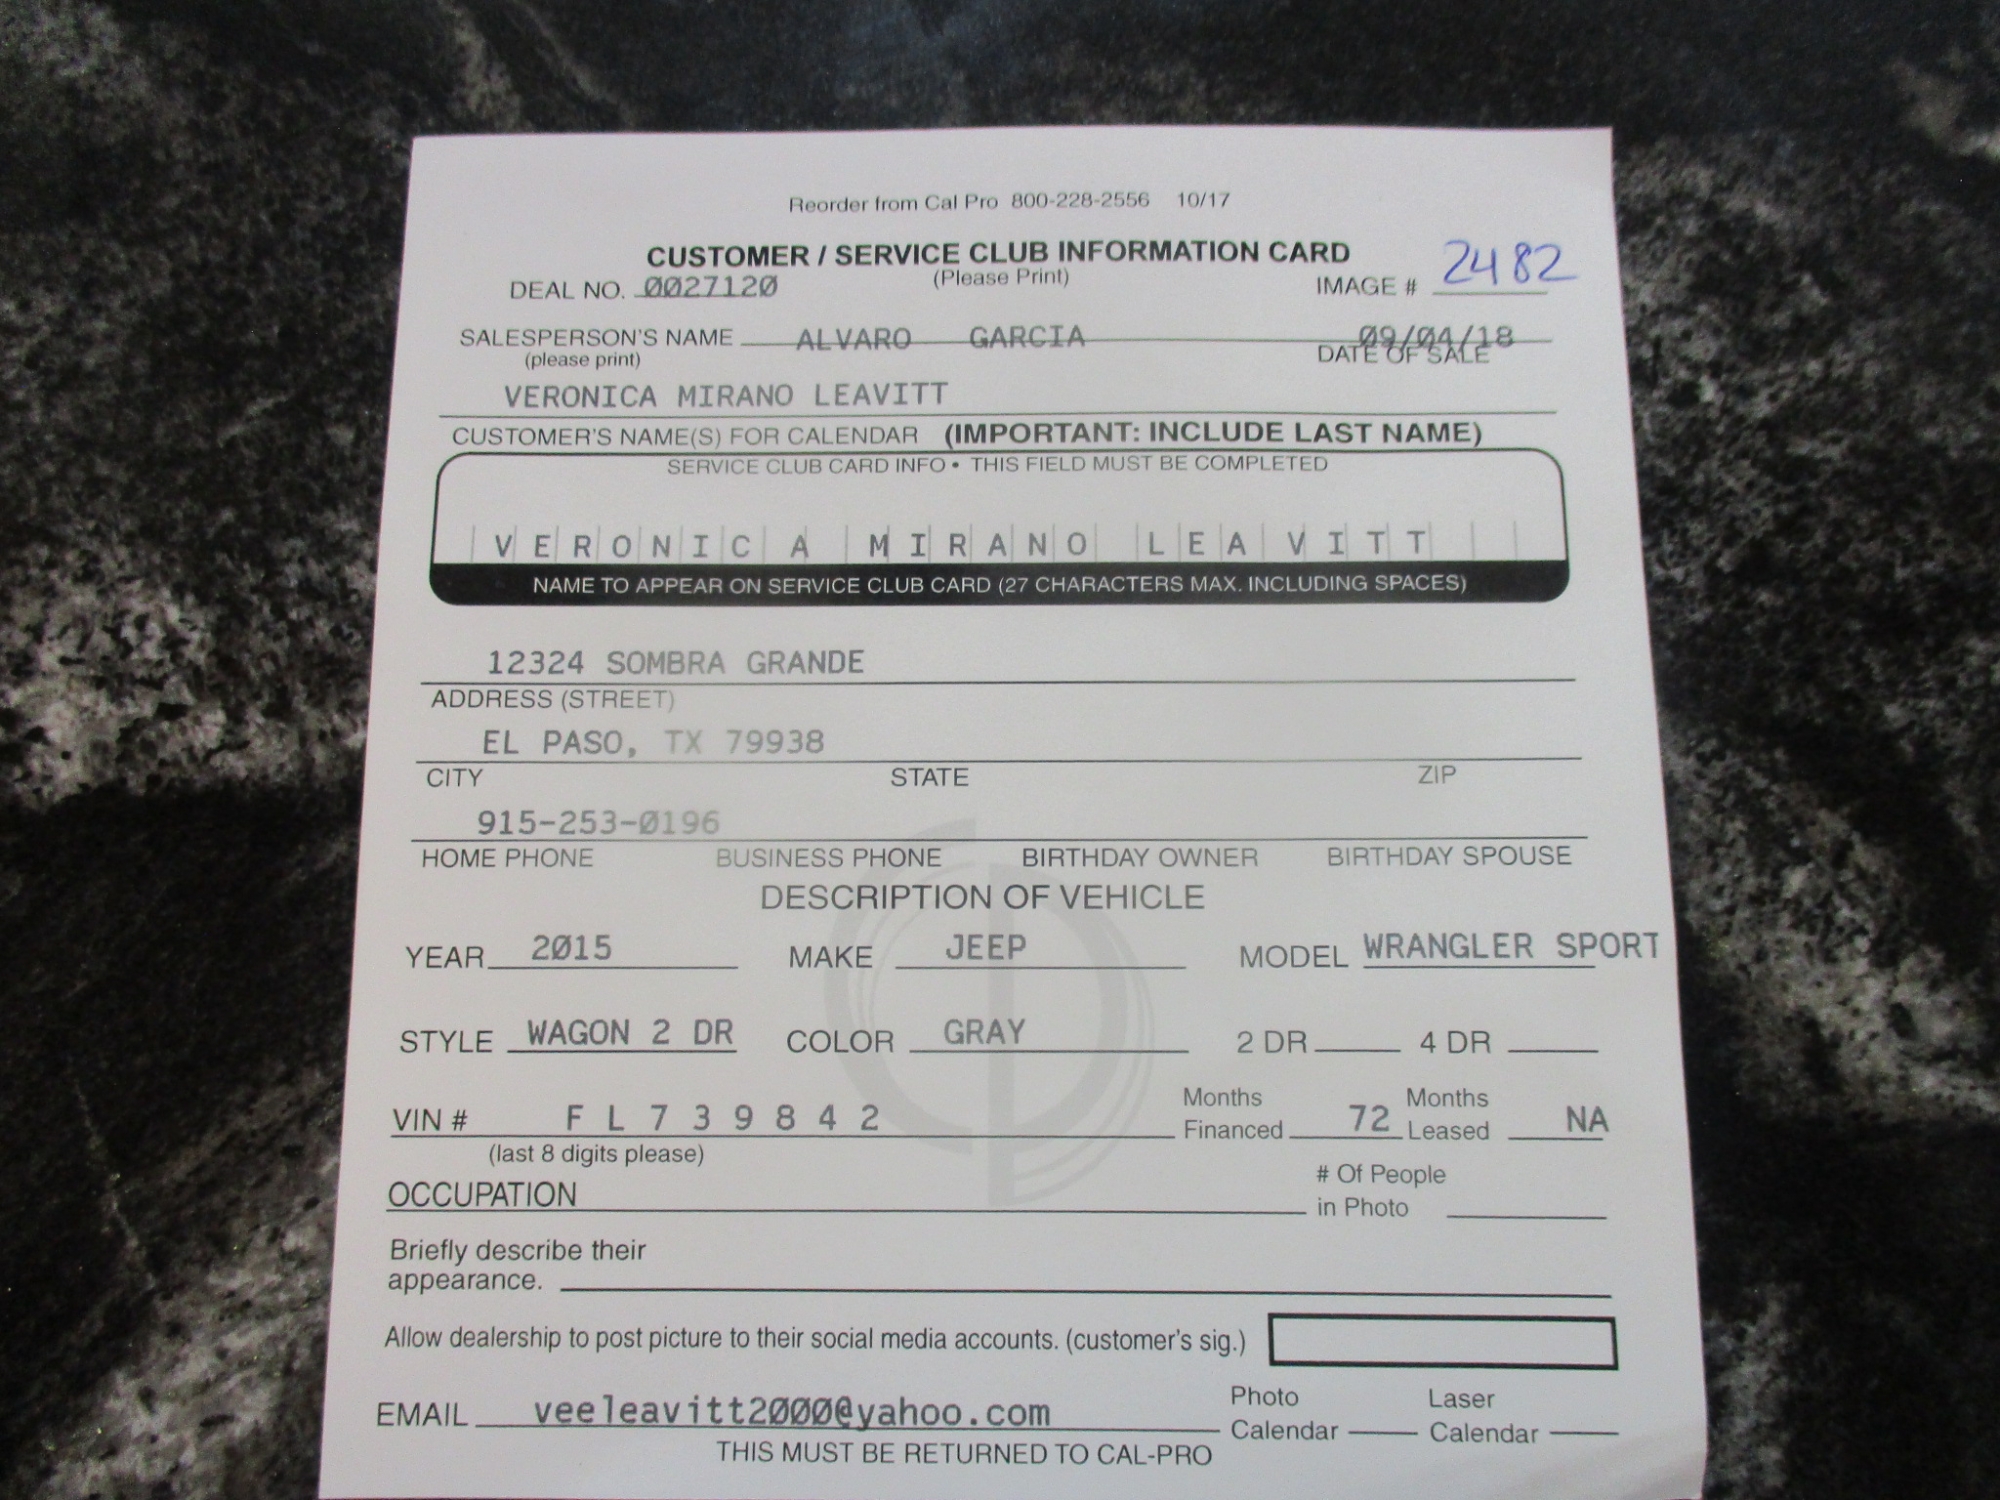 Reorder from Cal Pro 800-228-2556 10/17
CUSTOMER / SERVICE CLUB INFORMATION CARD
(Please Print)
DEAL NO. 0027120 IMAGE # 2482
SALESPERSON'S NAME ALVARO GARCIA 09/04/18
(please print) DATE OF SALE
VERONICA MIRANO LEAVITT
CUSTOMER'S NAME(S) FOR CALENDAR (IMPORTANT: INCLUDE LAST NAME)
SERVICE CLUB CARD INFO • THIS FIELD MUST BE COMPLETED
VERONICA MIRANO LEAVITT
NAME TO APPEAR ON SERVICE CLUB CARD (27 CHARACTERS MAX. INCLUDING SPACES)
12324 SOMBRA GRANDE
ADDRESS (STREET)
EL PASO, TX 79938
CITY STATE ZIP
915-253-0196
HOME PHONE BUSINESS PHONE BIRTHDAY OWNER BIRTHDAY SPOUSE
DESCRIPTION OF VEHICLE
YEAR 2015 MAKE JEEP MODEL WRANGLER SPORT
STYLE WAGON 2 DR COLOR GRAY 2 DR 4 DR
VIN # FL739842 Months Financed 72 Months Leased NA
(last 8 digits please)
OCCUPATION # Of People in Photo
Briefly describe their
appearance.
Allow dealership to post picture to their social media accounts. (customer's sig.)
EMAIL veeleavitt2000@yahoo.com Photo Calendar Laser Calendar
THIS MUST BE RETURNED TO CAL-PRO